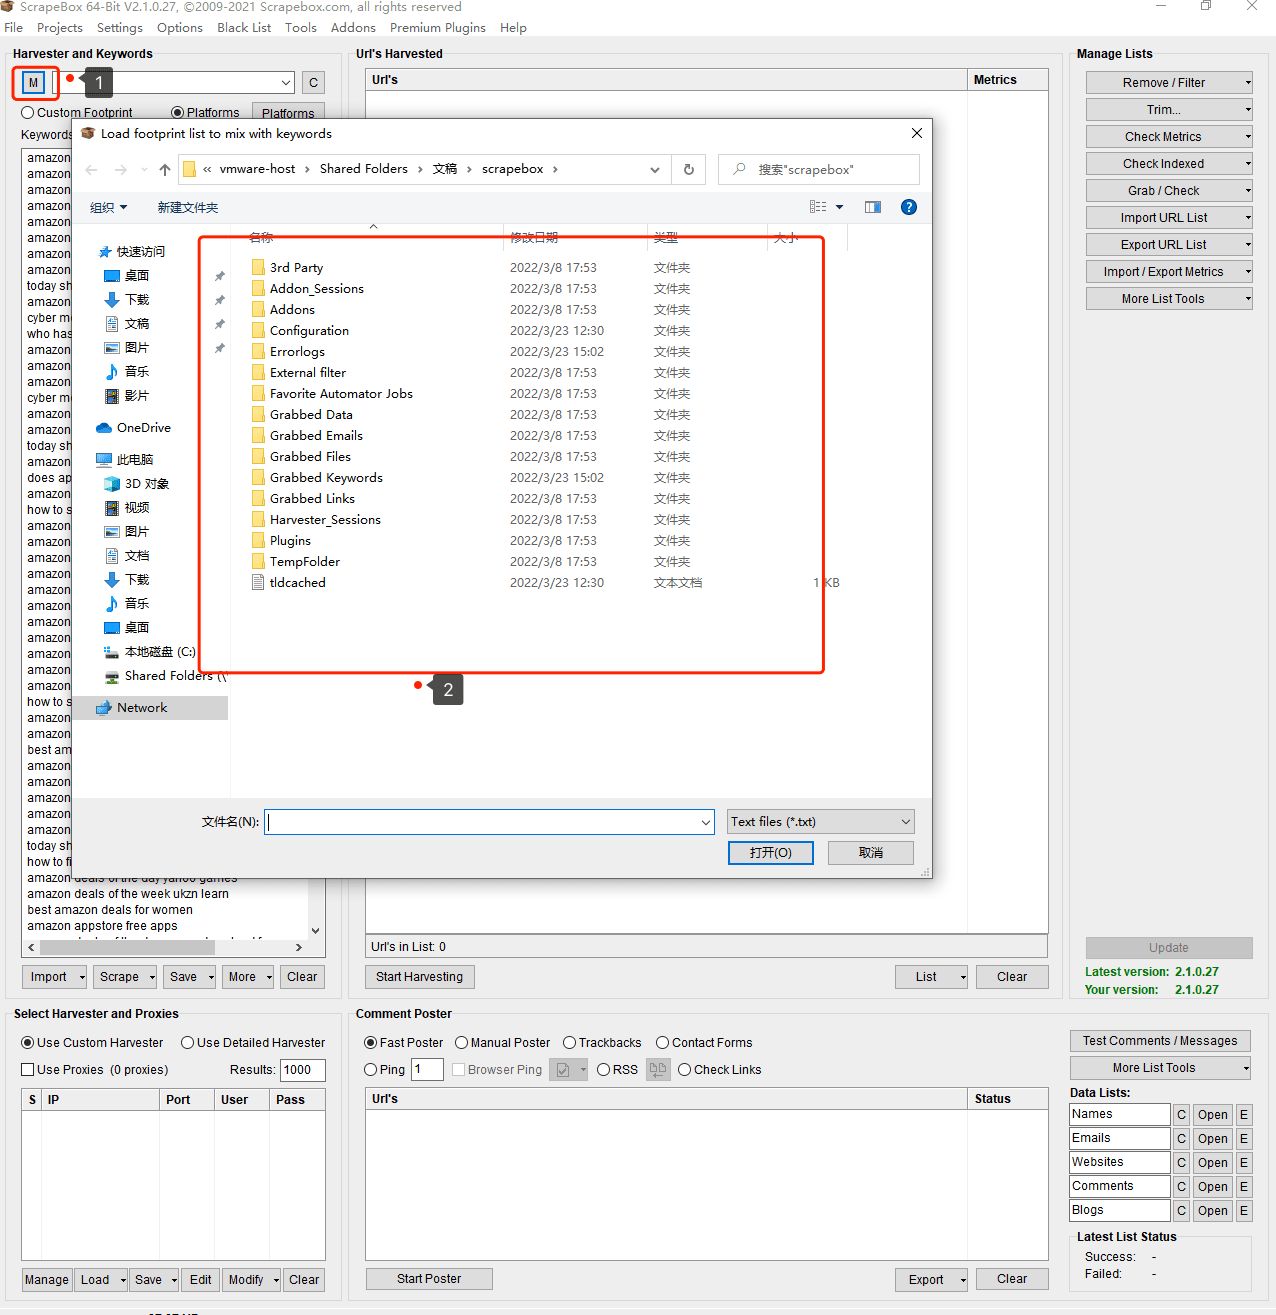 ScrapeBox 64-Bit V2.1.0.27, ©2009-2021 Scrapebox.com, all rights reserved
File Projects Settings Options Black List Tools Addons Premium Plugins Help
Harvester and Keywords
M
1
C
Custom Footprint Platforms Platforms
Keywords
Load footprint list to mix with keywords
« vmware-host › Shared Folders › 文稿 › scrapebox ›
搜索"scrapebox"
组织 新建文件夹
快速访问
桌面
下载
文稿
图片
音乐
影片
OneDrive
此电脑
3D 对象
视频
图片
文档
下载
音乐
桌面
本地磁盘 (C:)
Shared Folders (\
Network
名称 修改日期 类型 大小
3rd Party 2022/3/8 17:53 文件夹
Addon_Sessions 2022/3/8 17:53 文件夹
Addons 2022/3/8 17:53 文件夹
Configuration 2022/3/23 12:30 文件夹
Errorlogs 2022/3/23 15:02 文件夹
External filter 2022/3/8 17:53 文件夹
Favorite Automator Jobs 2022/3/8 17:53 文件夹
Grabbed Data 2022/3/8 17:53 文件夹
Grabbed Emails 2022/3/8 17:53 文件夹
Grabbed Files 2022/3/8 17:53 文件夹
Grabbed Keywords 2022/3/23 15:02 文件夹
Grabbed Links 2022/3/8 17:53 文件夹
Harvester_Sessions 2022/3/8 17:53 文件夹
Plugins 2022/3/8 17:53 文件夹
TempFolder 2022/3/8 17:53 文件夹
tldcached 2022/3/23 12:30 文本文档 1 KB
2
文件名(N): Text files (*.txt)
打开(O) 取消
amazon
amazon
amazon
amazon
amazon
amazon
amazon
amazon
today sh
amazon
cyber m
who has
amazon
amazon
amazon
cyber m
amazon
amazon
today sh
amazon
does ap
amazon
how to s
amazon
amazon
amazon
amazon
amazon
amazon
amazon
amazon
amazon
amazon
amazon
how to s
amazon
amazon
best am
amazon
amazon
amazon
amazon
amazon
today sh
how to fi
amazon deals of the day yahoo games
amazon deals of the week ukzn learn
best amazon deals for women
amazon appstore free apps
Import Scrape Save More Clear
Url's Harvested
Url's Metrics
Url's in List: 0
Start Harvesting List Clear
Manage Lists
Remove / Filter
Trim...
Check Metrics
Check Indexed
Grab / Check
Import URL List
Export URL List
Import / Export Metrics
More List Tools
Update
Latest version: 2.1.0.27
Your version: 2.1.0.27
Select Harvester and Proxies
Use Custom Harvester Use Detailed Harvester
Use Proxies (0 proxies) Results: 1000
S IP Port User Pass
Manage Load Save Edit Modify Clear
Comment Poster
Fast Poster Manual Poster Trackbacks Contact Forms
Ping 1 Browser Ping RSS Check Links
Url's Status
Start Poster Export Clear
Test Comments / Messages
More List Tools
Data Lists:
Names C Open E
Emails C Open E
Websites C Open E
Comments C Open E
Blogs C Open E
Latest List Status
Success: -
Failed: -